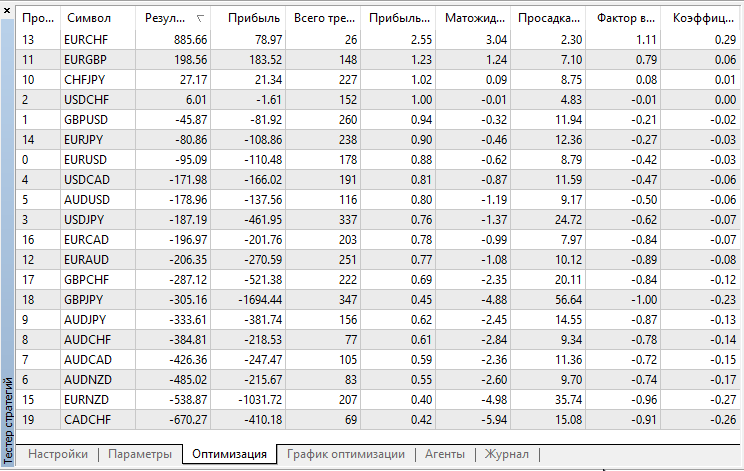 Про... Символ Резул... Прибыль Всего тре... Прибыль... Матожид... Просадка... Фактор в... Коэффиц...
13 EURCHF 885.66 78.97 26 2.55 3.04 2.30 1.11 0.29
11 EURGBP 198.56 183.52 148 1.23 1.24 7.10 0.79 0.06
10 CHFJPY 27.17 21.34 227 1.02 0.09 8.75 0.08 0.01
2 USDCHF 6.01 -1.61 152 1.00 -0.01 4.83 -0.01 0.00
1 GBPUSD -45.87 -81.92 260 0.94 -0.32 11.94 -0.21 -0.02
14 EURJPY -80.86 -108.86 238 0.90 -0.46 12.36 -0.27 -0.03
0 EURUSD -95.09 -110.48 178 0.88 -0.62 8.79 -0.42 -0.03
4 USDCAD -171.98 -166.02 191 0.81 -0.87 11.59 -0.47 -0.06
5 AUDUSD -178.96 -137.56 116 0.80 -1.19 9.17 -0.50 -0.06
3 USDJPY -187.19 -461.95 337 0.76 -1.37 24.72 -0.62 -0.07
16 EURCAD -196.97 -201.76 203 0.78 -0.99 7.97 -0.84 -0.07
12 EURAUD -206.35 -270.59 251 0.77 -1.08 10.12 -0.89 -0.08
17 GBPCHF -287.12 -521.38 222 0.69 -2.35 20.11 -0.84 -0.12
18 GBPJPY -305.16 -1694.44 347 0.45 -4.88 56.64 -1.00 -0.23
9 AUDJPY -333.61 -381.74 156 0.62 -2.45 14.55 -0.87 -0.13
8 AUDCHF -384.81 -218.53 77 0.61 -2.84 9.34 -0.78 -0.14
7 AUDCAD -426.36 -247.47 105 0.59 -2.36 11.36 -0.72 -0.15
6 AUDNZD -485.02 -215.67 83 0.55 -2.60 9.70 -0.74 -0.17
15 EURNZD -538.87 -1031.72 207 0.40 -4.98 35.74 -0.96 -0.27
19 CADCHF -670.27 -410.18 69 0.42 -5.94 15.08 -0.91 -0.26
Настройки Параметры Оптимизация График оптимизации Агенты Журнал
Тестер стратегий